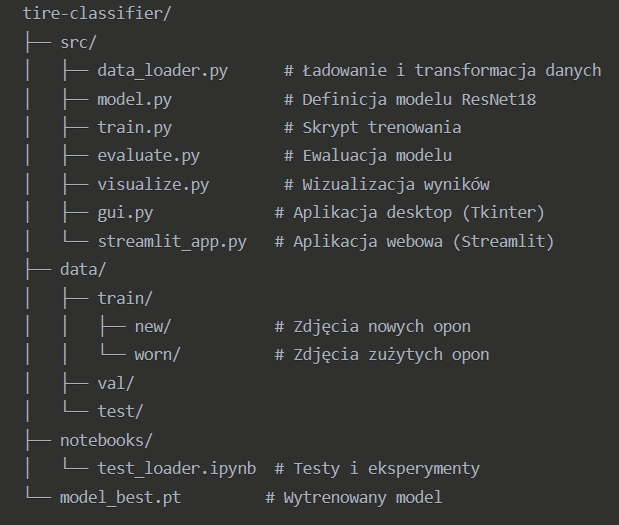 tire-classifier/
├── src/
│   ├── data_loader.py      # Ładowanie i transformacja danych
│   ├── model.py            # Definicja modelu ResNet18
│   ├── train.py            # Skrypt trenowania
│   ├── evaluate.py         # Ewaluacja modelu
│   ├── visualize.py        # Wizualizacja wyników
│   ├── gui.py             # Aplikacja desktop (Tkinter)
│   └── streamlit_app.py   # Aplikacja webowa (Streamlit)
├── data/
│   ├── train/
│   │   ├── new/           # Zdjęcia nowych opon
│   │   └── worn/          # Zdjęcia zużytych opon
│   ├── val/
│   └── test/
├── notebooks/
│   └── test_loader.ipynb  # Testy i eksperymenty
└── model_best.pt         # Wytrenowany model